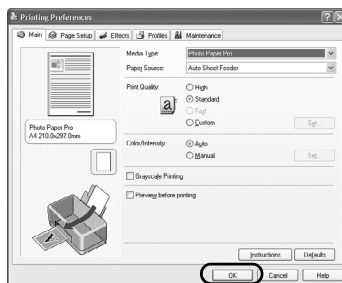 Printing Preferences
Main Page Setup Effects Profiles Maintenance
Media Type: Photo Paper Pro
Paper Source: Auto Sheet Feeder
Print Quality: High
Standard
Fast
Custom Set...
Photo Paper Pro
A4 210.0x297.0mm
Color/Intensity: Auto
Manual Set...
Grayscale Printing
Preview before printing
Instructions Defaults
OK Cancel Help